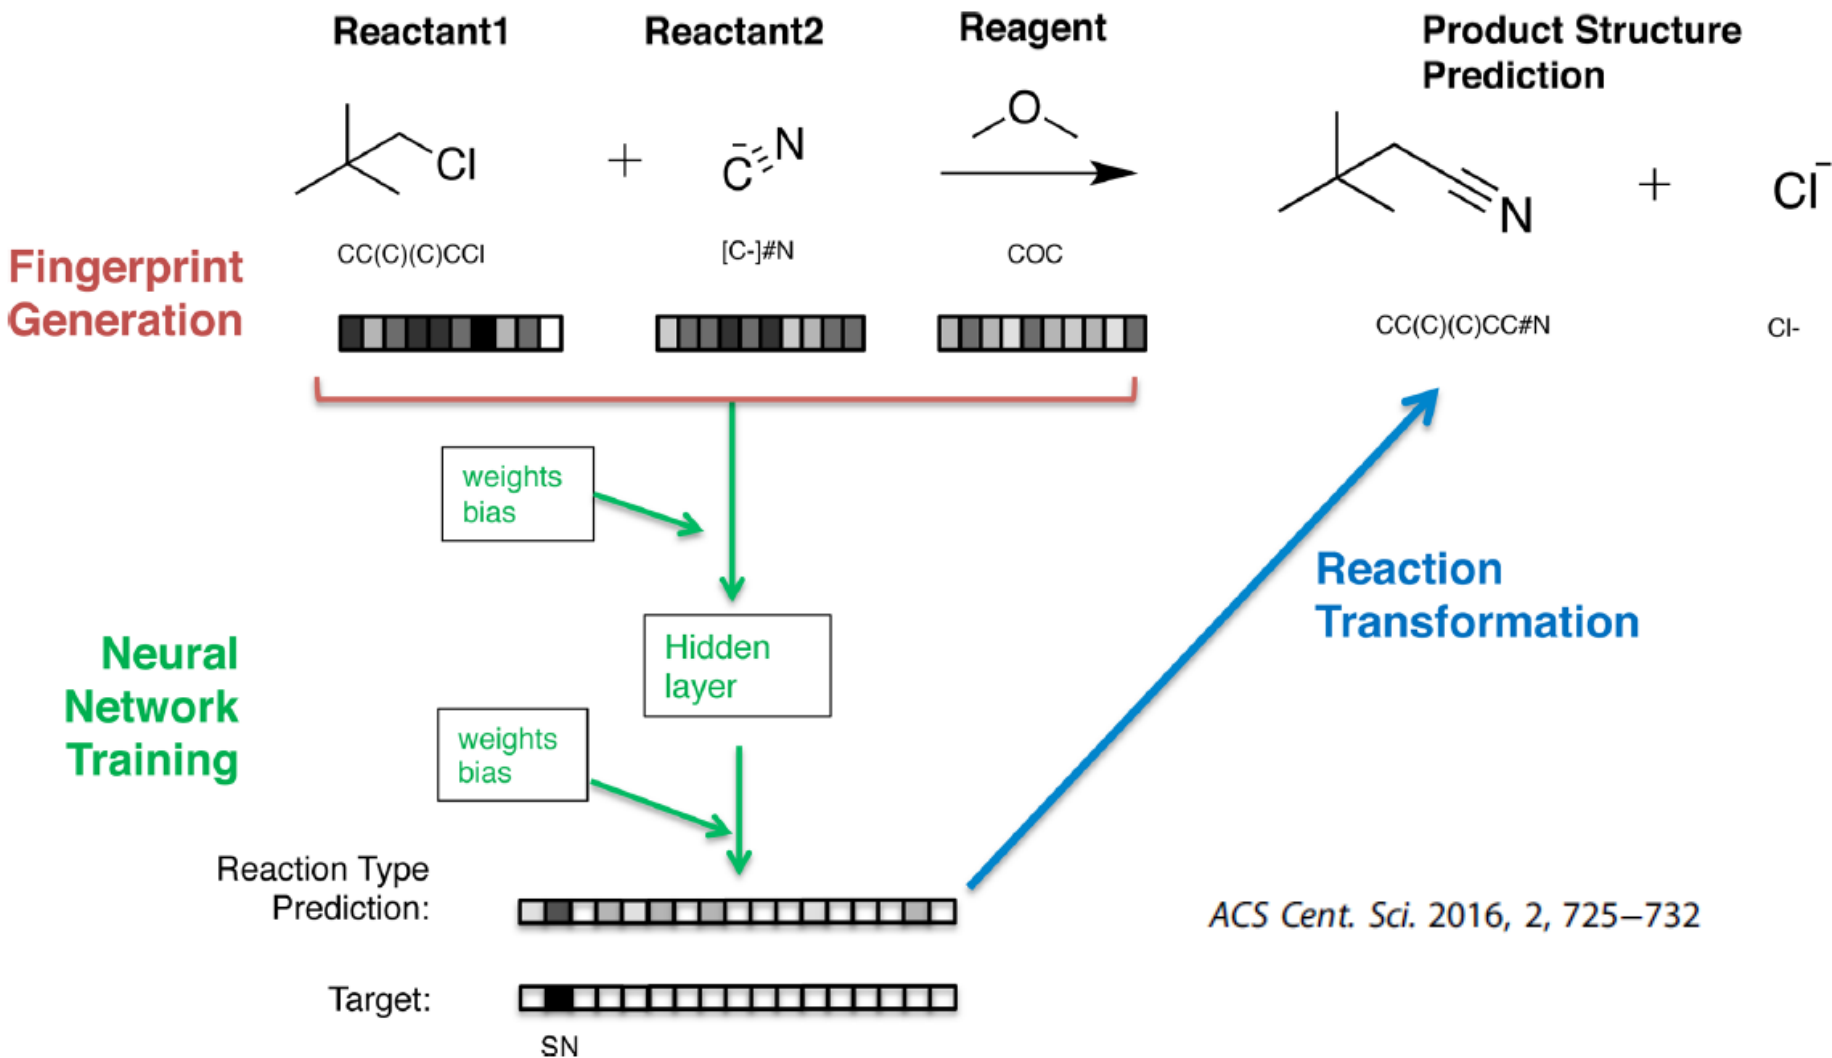 Reactant1
Reactant2
Reagent
Product Structure
Prediction
Cl
+
C̄
N
O
N
+
Cl⁻
CC(C)(C)CCl
[C-]#N
COC
CC(C)(C)CC#N
Cl-
Fingerprint
Generation
weights
bias
Hidden
layer
Neural
Network
Training
weights
bias
Reaction
Transformation
Reaction Type
Prediction:
ACS Cent. Sci. 2016, 2, 725−732
Target:
SN